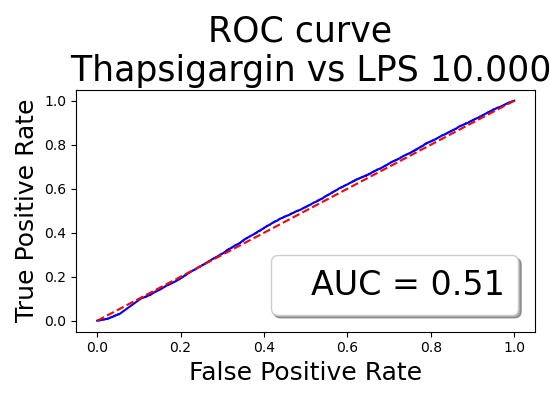 ROC curve
Thapsigargin vs LPS 10.000
True Positive Rate
1.0
0.8
0.6
0.4
0.2
0.0
AUC = 0.51
0.0 0.2 0.4 0.6 0.8 1.0
False Positive Rate